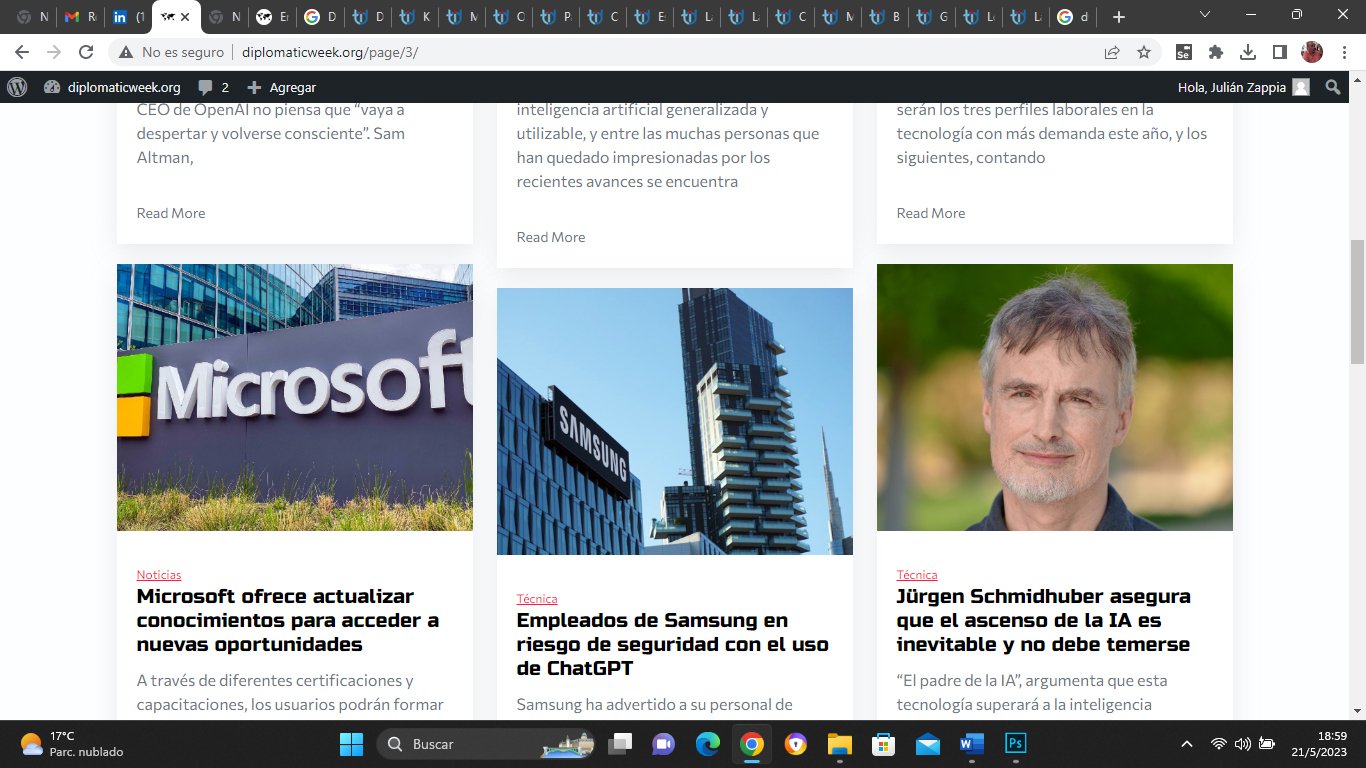 N
R
(1
N
Er
D
D
K
M
C
P
C
E
La
La
C
M
B
G
Lo
La
d
No es seguro
diplomaticweek.org/page/3/
diplomaticweek.org
2
Agregar
Hola, Julián Zappia
CEO de OpenAI no piensa que “vaya a
despertar y volverse consciente”. Sam
Altman,
Read More
inteligencia artificial generalizada y
utilizable, y entre las muchas personas que
han quedado impresionadas por los
recientes avances se encuentra
Read More
serán los tres perfiles laborales en la
tecnología con más demanda este año, y los
siguientes, contando
Read More
Microsoft
SAMSUNG
Noticias
Microsoft ofrece actualizar
conocimientos para acceder a
nuevas oportunidades
A través de diferentes certificaciones y
capacitaciones, los usuarios podrán formar
Técnica
Empleados de Samsung en
riesgo de seguridad con el uso
de ChatGPT
Samsung ha advertido a su personal de
Técnica
Jürgen Schmidhuber asegura
que el ascenso de la IA es
inevitable y no debe temerse
“El padre de la IA”, argumenta que esta
tecnología superará a la inteligencia
17°C
Parc. nublado
Buscar
18:59
21/5/2023